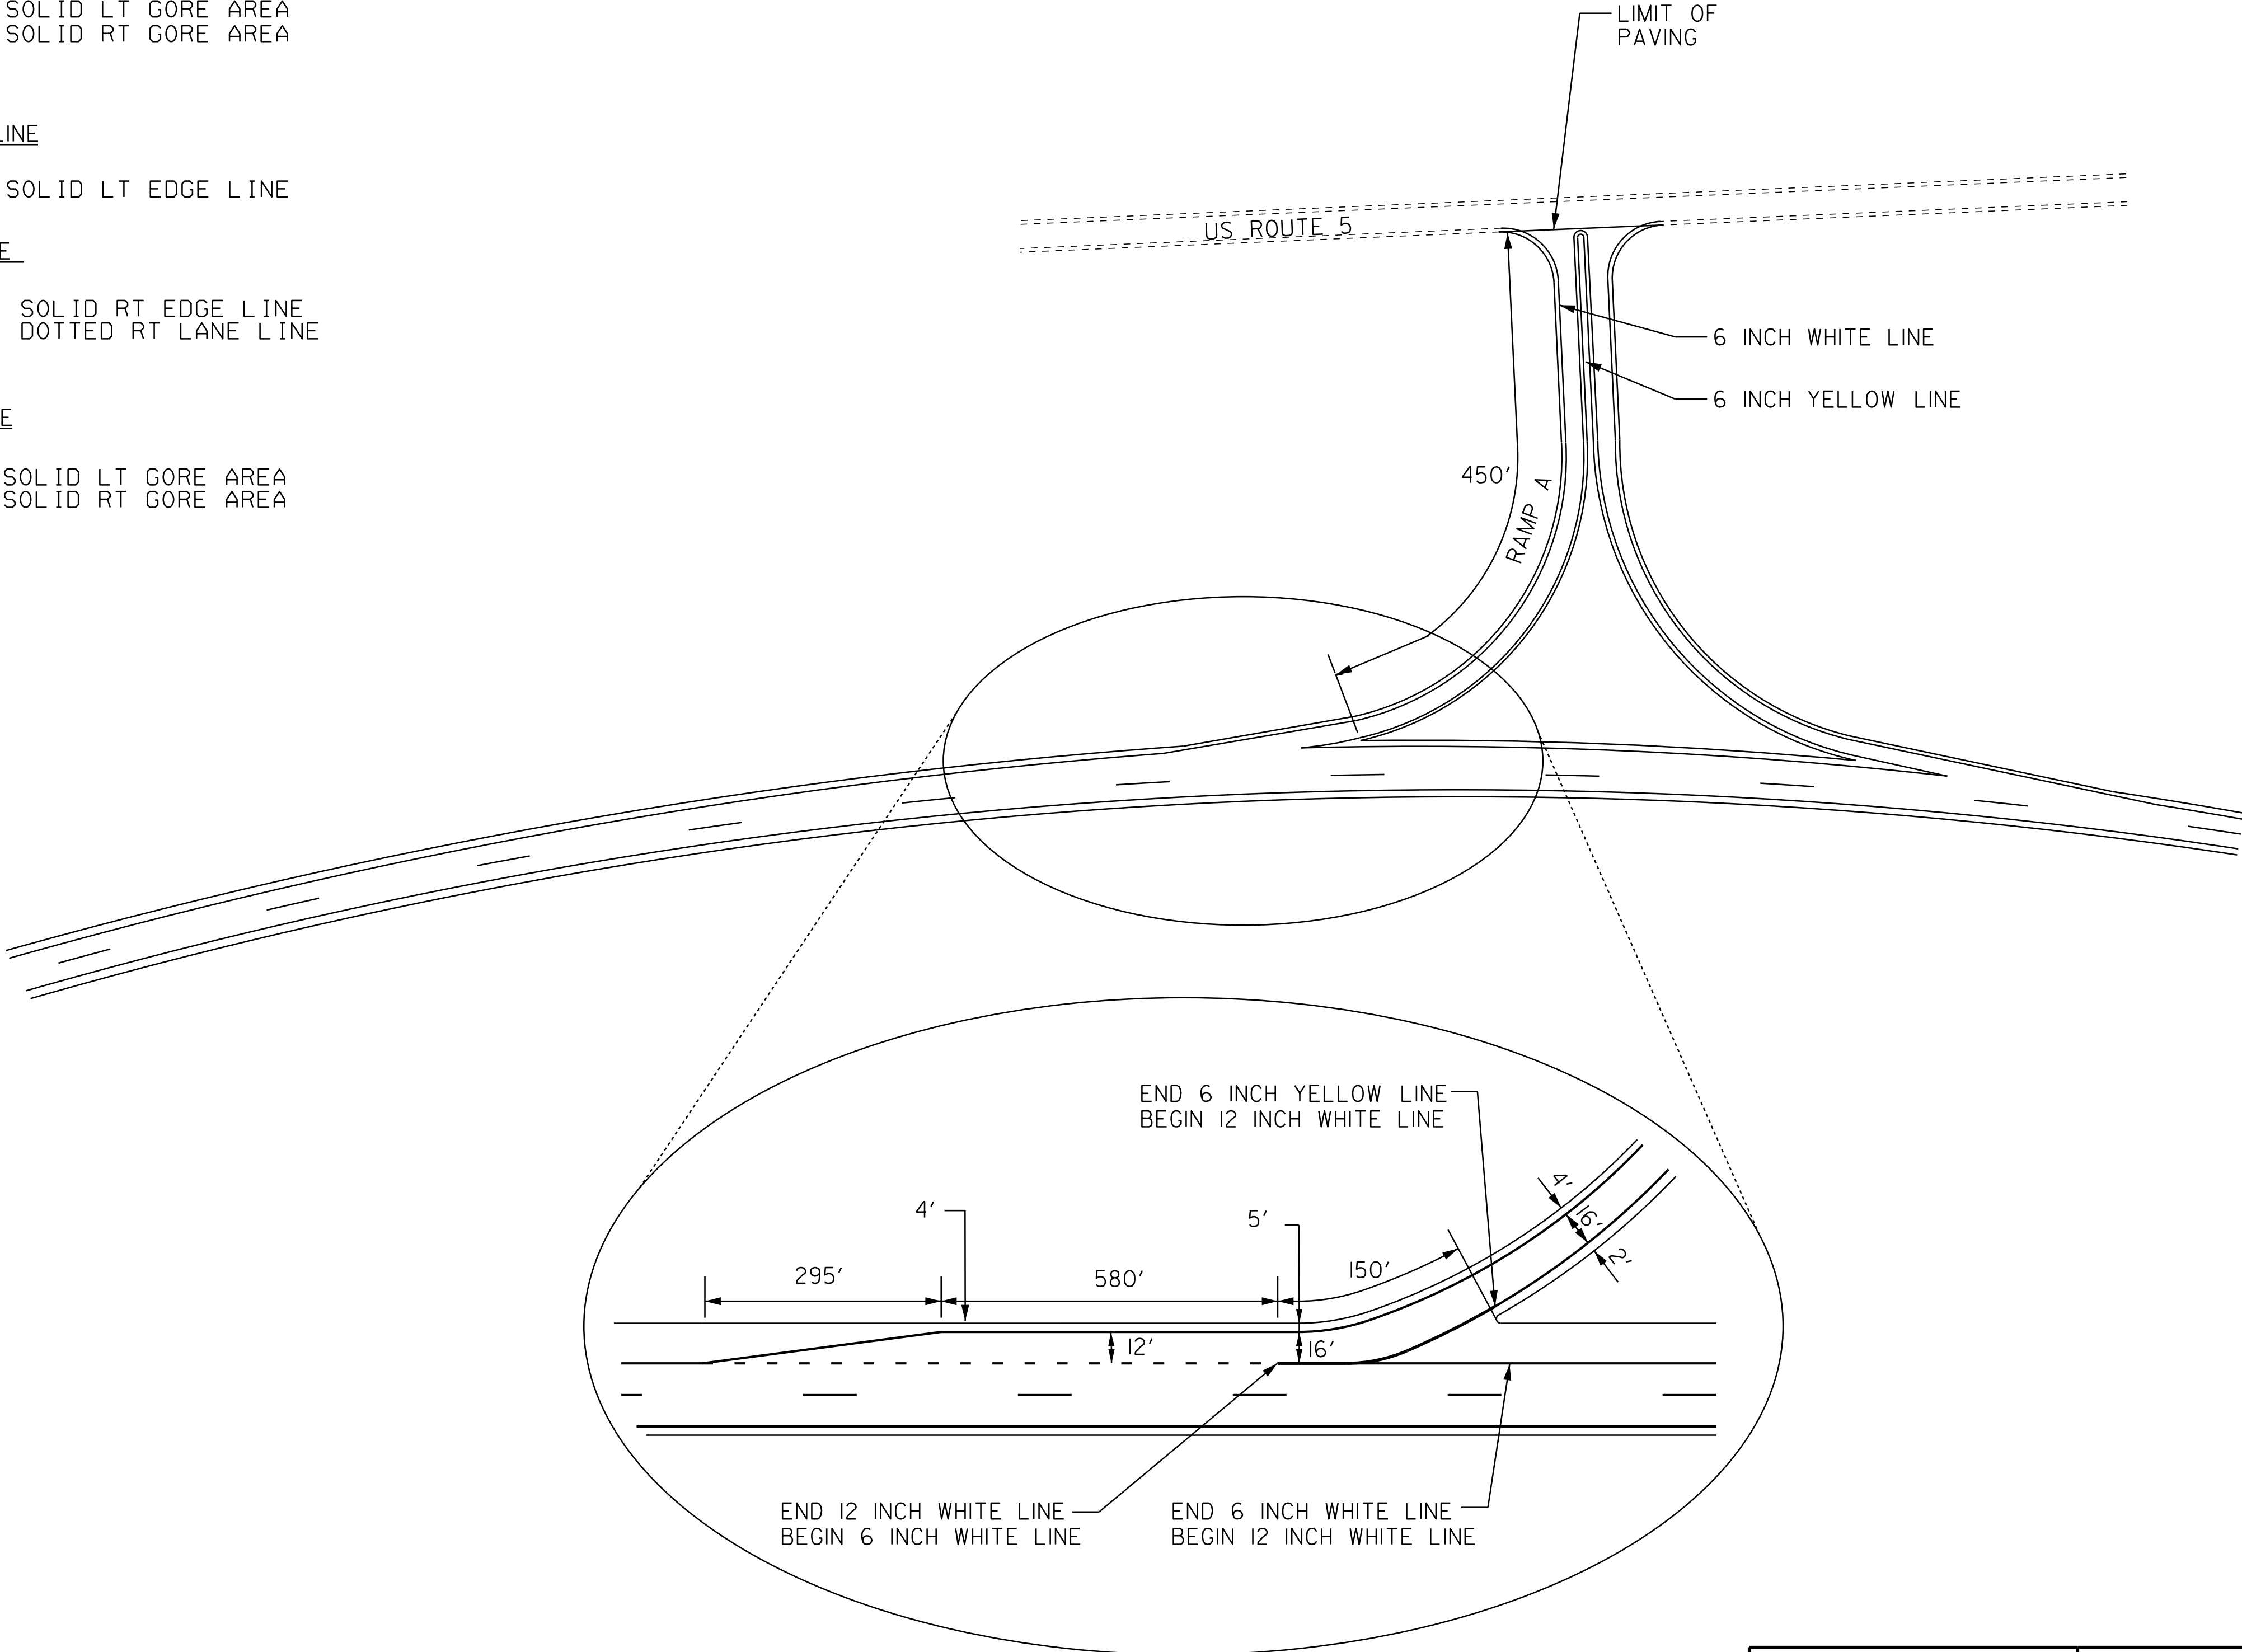 SOLID LT GORE AREA
SOLID RT GORE AREA
LINE
SOLID LT EDGE LINE
E
SOLID RT EDGE LINE
DOTTED RT LANE LINE
E
SOLID LT GORE AREA
SOLID RT GORE AREA
LIMIT OF
PAVING
US ROUTE 5
6 INCH WHITE LINE
6 INCH YELLOW LINE
450'
RAMP A
END 6 INCH YELLOW LINE
BEGIN 12 INCH WHITE LINE
4'
16'
2'
4'
5'
295'
580'
150'
12'
16'
END 12 INCH WHITE LINE
BEGIN 6 INCH WHITE LINE
END 6 INCH WHITE LINE
BEGIN 12 INCH WHITE LINE